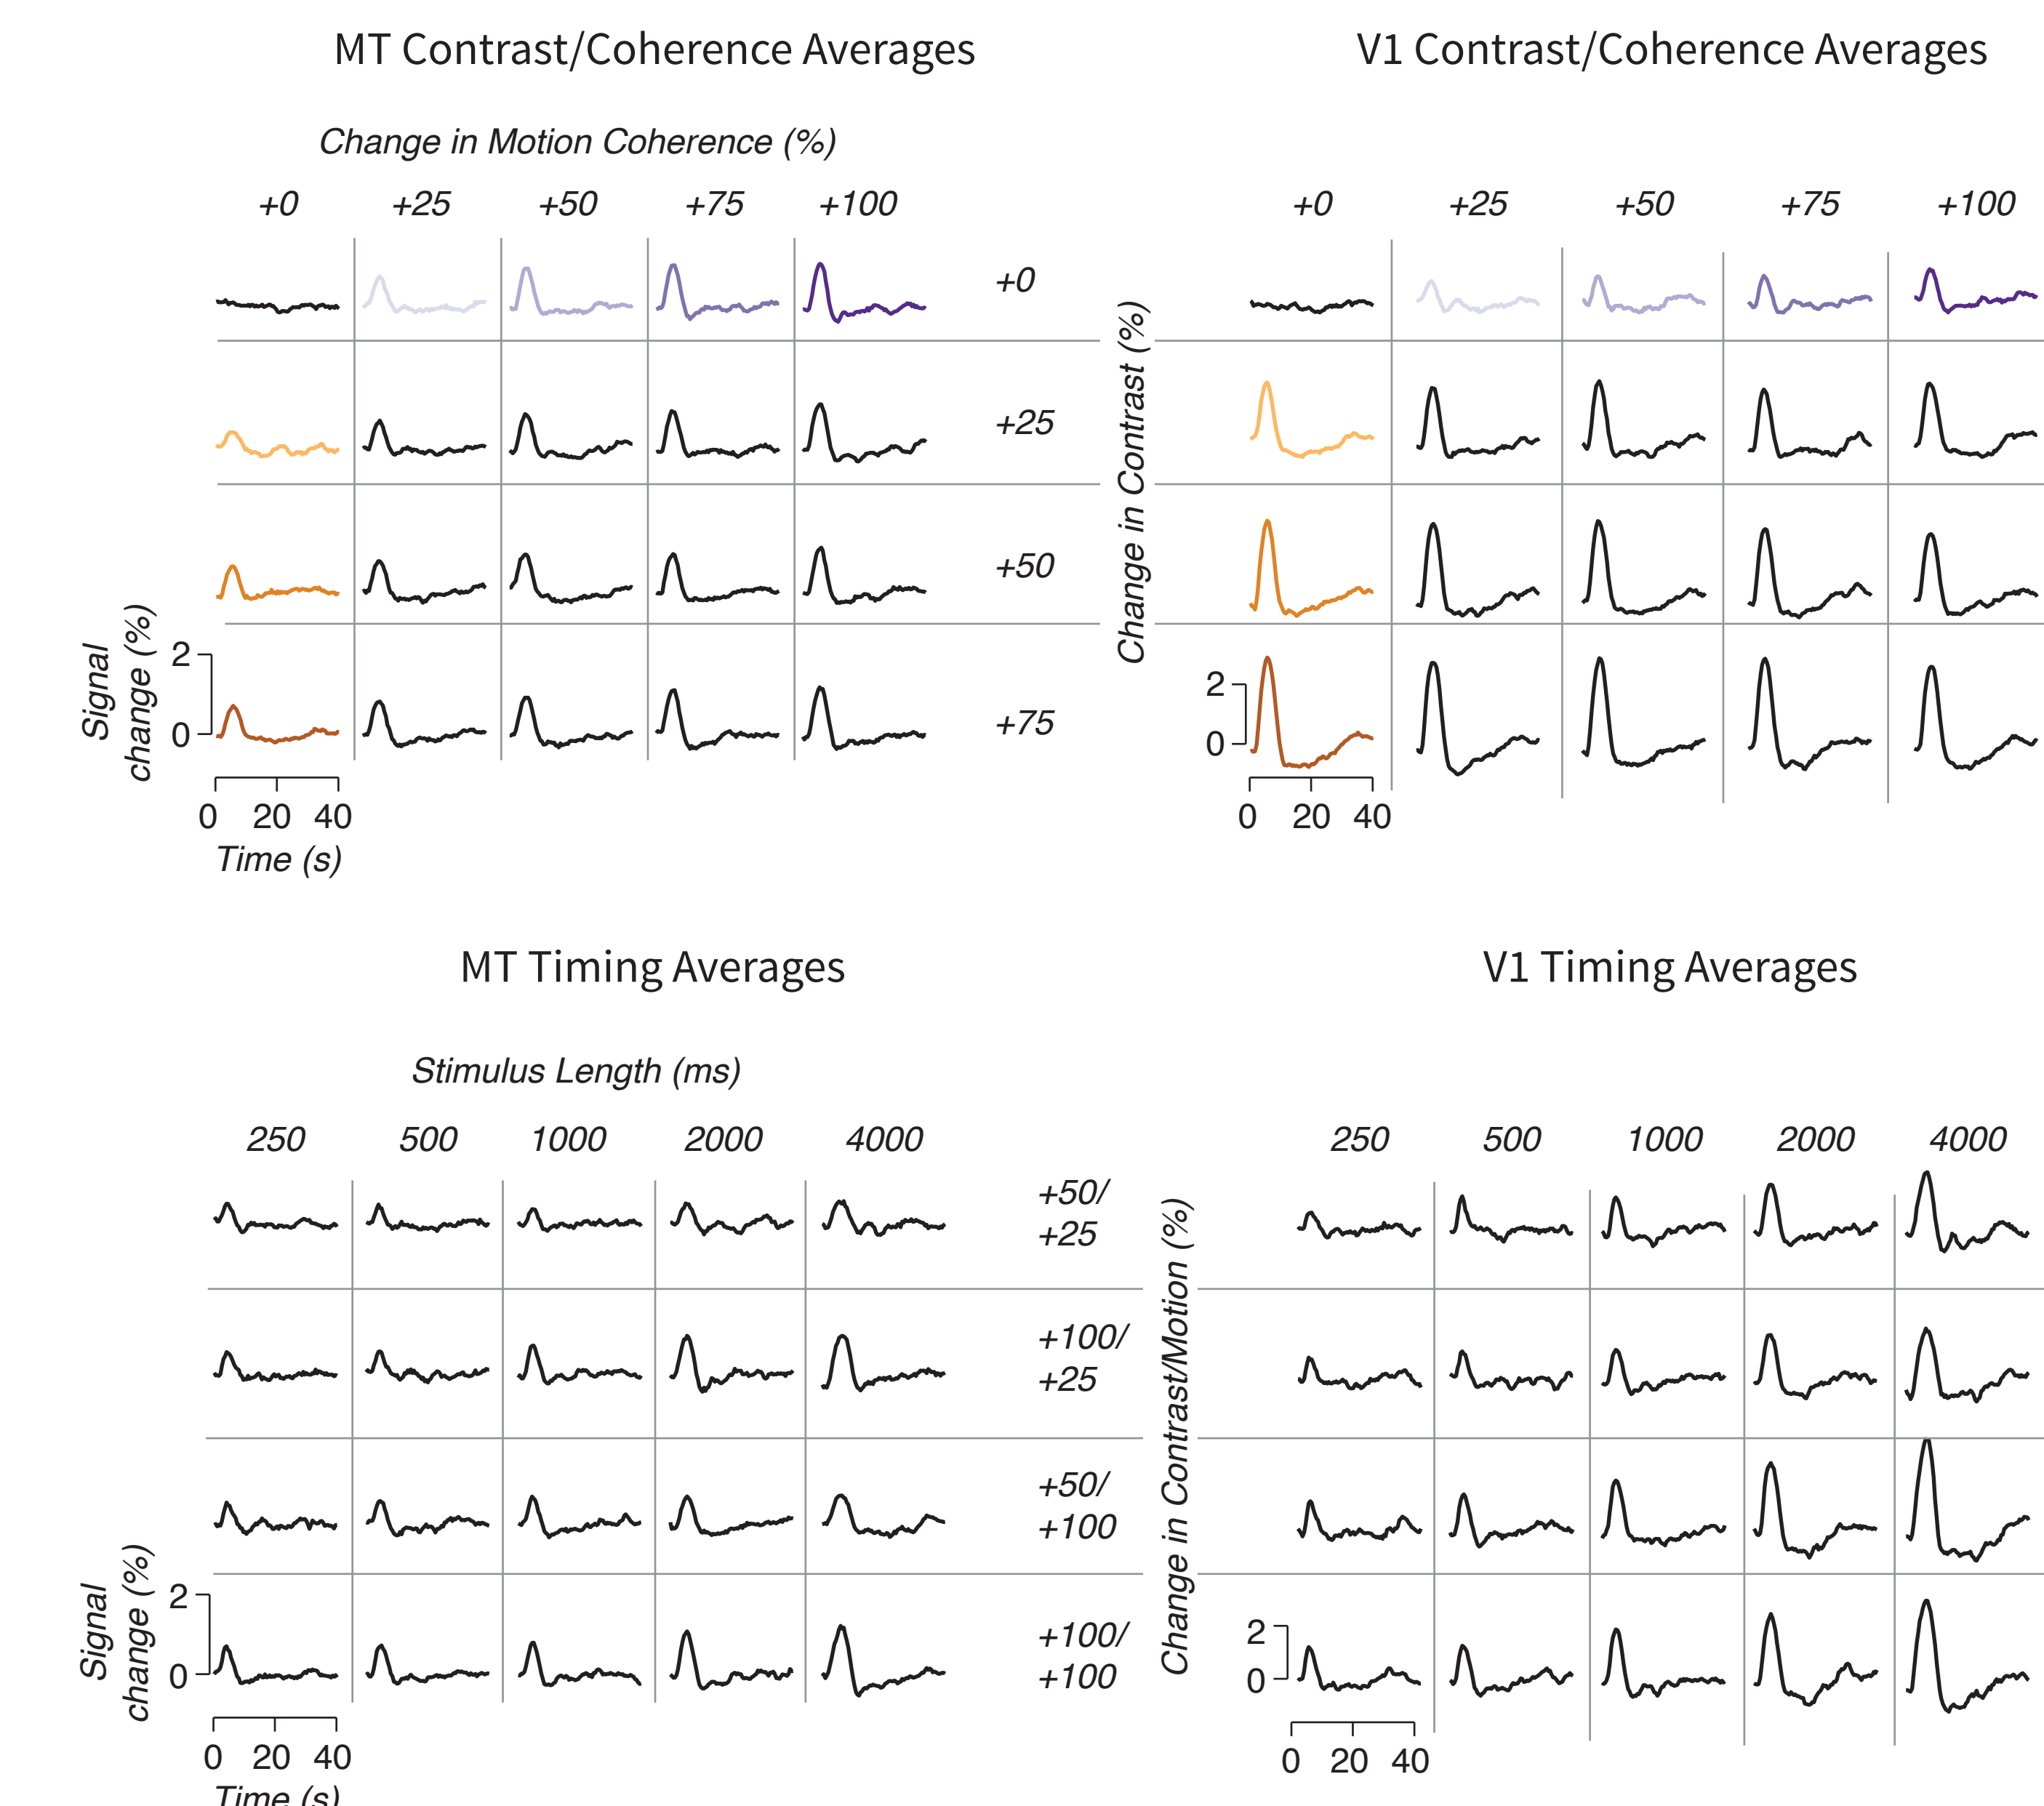 MT Contrast/Coherence Averages
V1 Contrast/Coherence Averages
Change in Motion Coherence (%)
+0 +25 +50 +75 +100
+0 +25 +50 +75 +100
+0
+25
+50
+75
Change in Contrast (%)
Signal
change (%)
2
0
0 20 40
Time (s)
2
0
0 20 40
MT Timing Averages
V1 Timing Averages
Stimulus Length (ms)
250 500 1000 2000 4000
250 500 1000 2000 4000
+50/
+25
+100/
+25
+50/
+100
+100/
+100
Change in Contrast/Motion (%)
Signal
change (%)
2
0
0 20 40
Time (s)
2
0
0 20 40